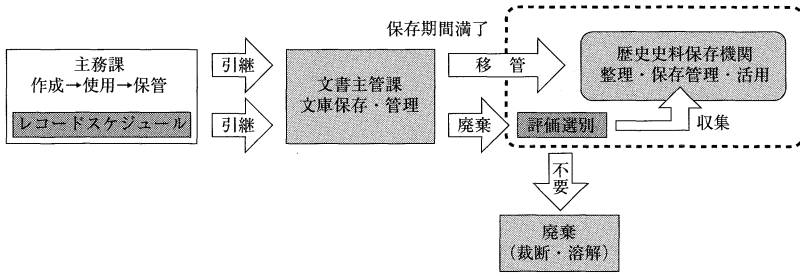 保存期間満了
主務課
作成→使用→保管
レコードスケジュール
引継
引継
文書主管課
文庫保存・管理
移管
廃棄
歴史史料保存機関
整理・保存管理・活用
評価選別
収集
不要
廃棄
(裁断・溶解)